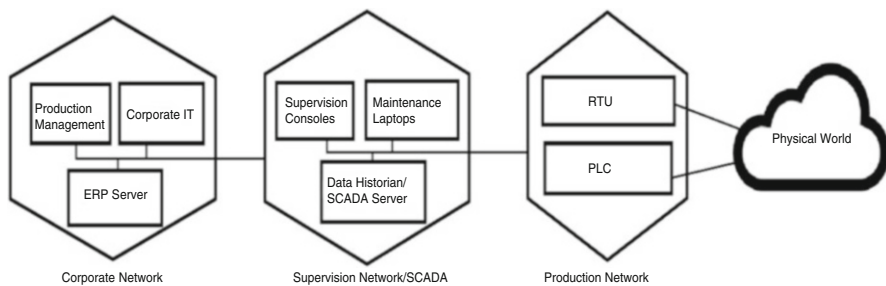 Production
Management
Corporate IT
ERP Server
Supervision
Consoles
Maintenance
Laptops
Data Historian/
SCADA Server
RTU
PLC
Physical World
Corporate Network
Supervision Network/SCADA
Production Network